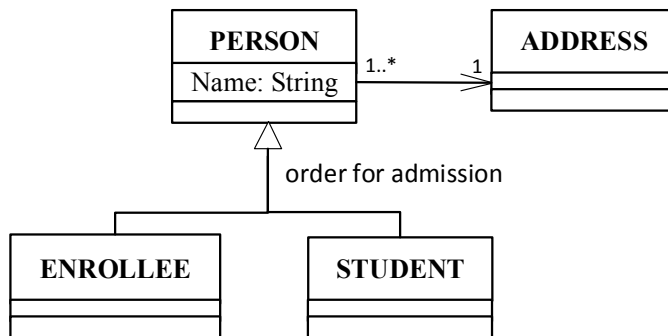 PERSON
ADDRESS
Name: String
1..*
1
order for admission
ENROLLEE
STUDENT